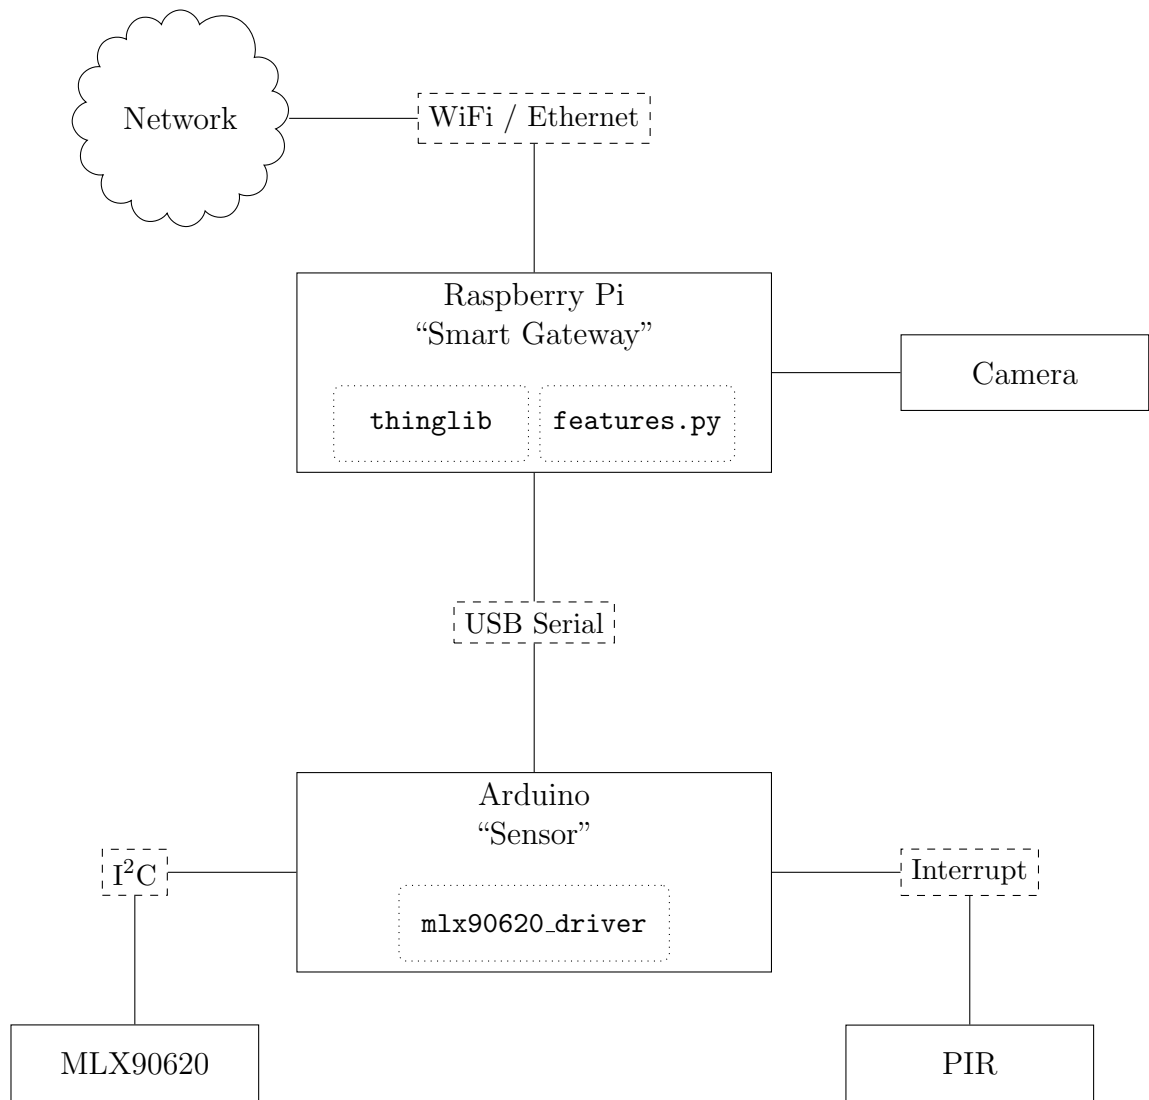 Network
WiFi / Ethernet
Raspberry Pi
“Smart Gateway”
Camera
thinglib
features.py
USB Serial
Arduino
“Sensor”
I²C
Interrupt
mlx90620_driver
MLX90620
PIR